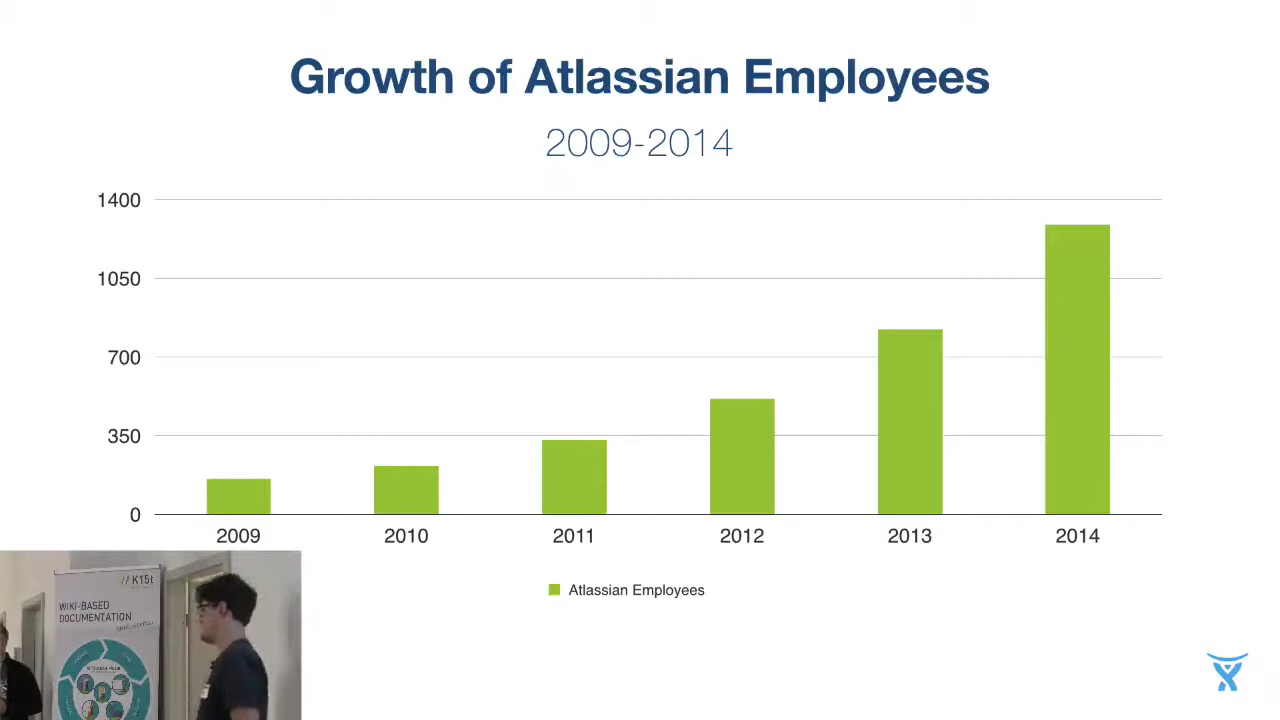 Growth of Atlassian Employees
2009-2014
1400
1050
700
350
0
2009 2010 2011 2012 2013 2014
Atlassian Employees
// K15t
WIKI-BASED
DOCUMENTATION